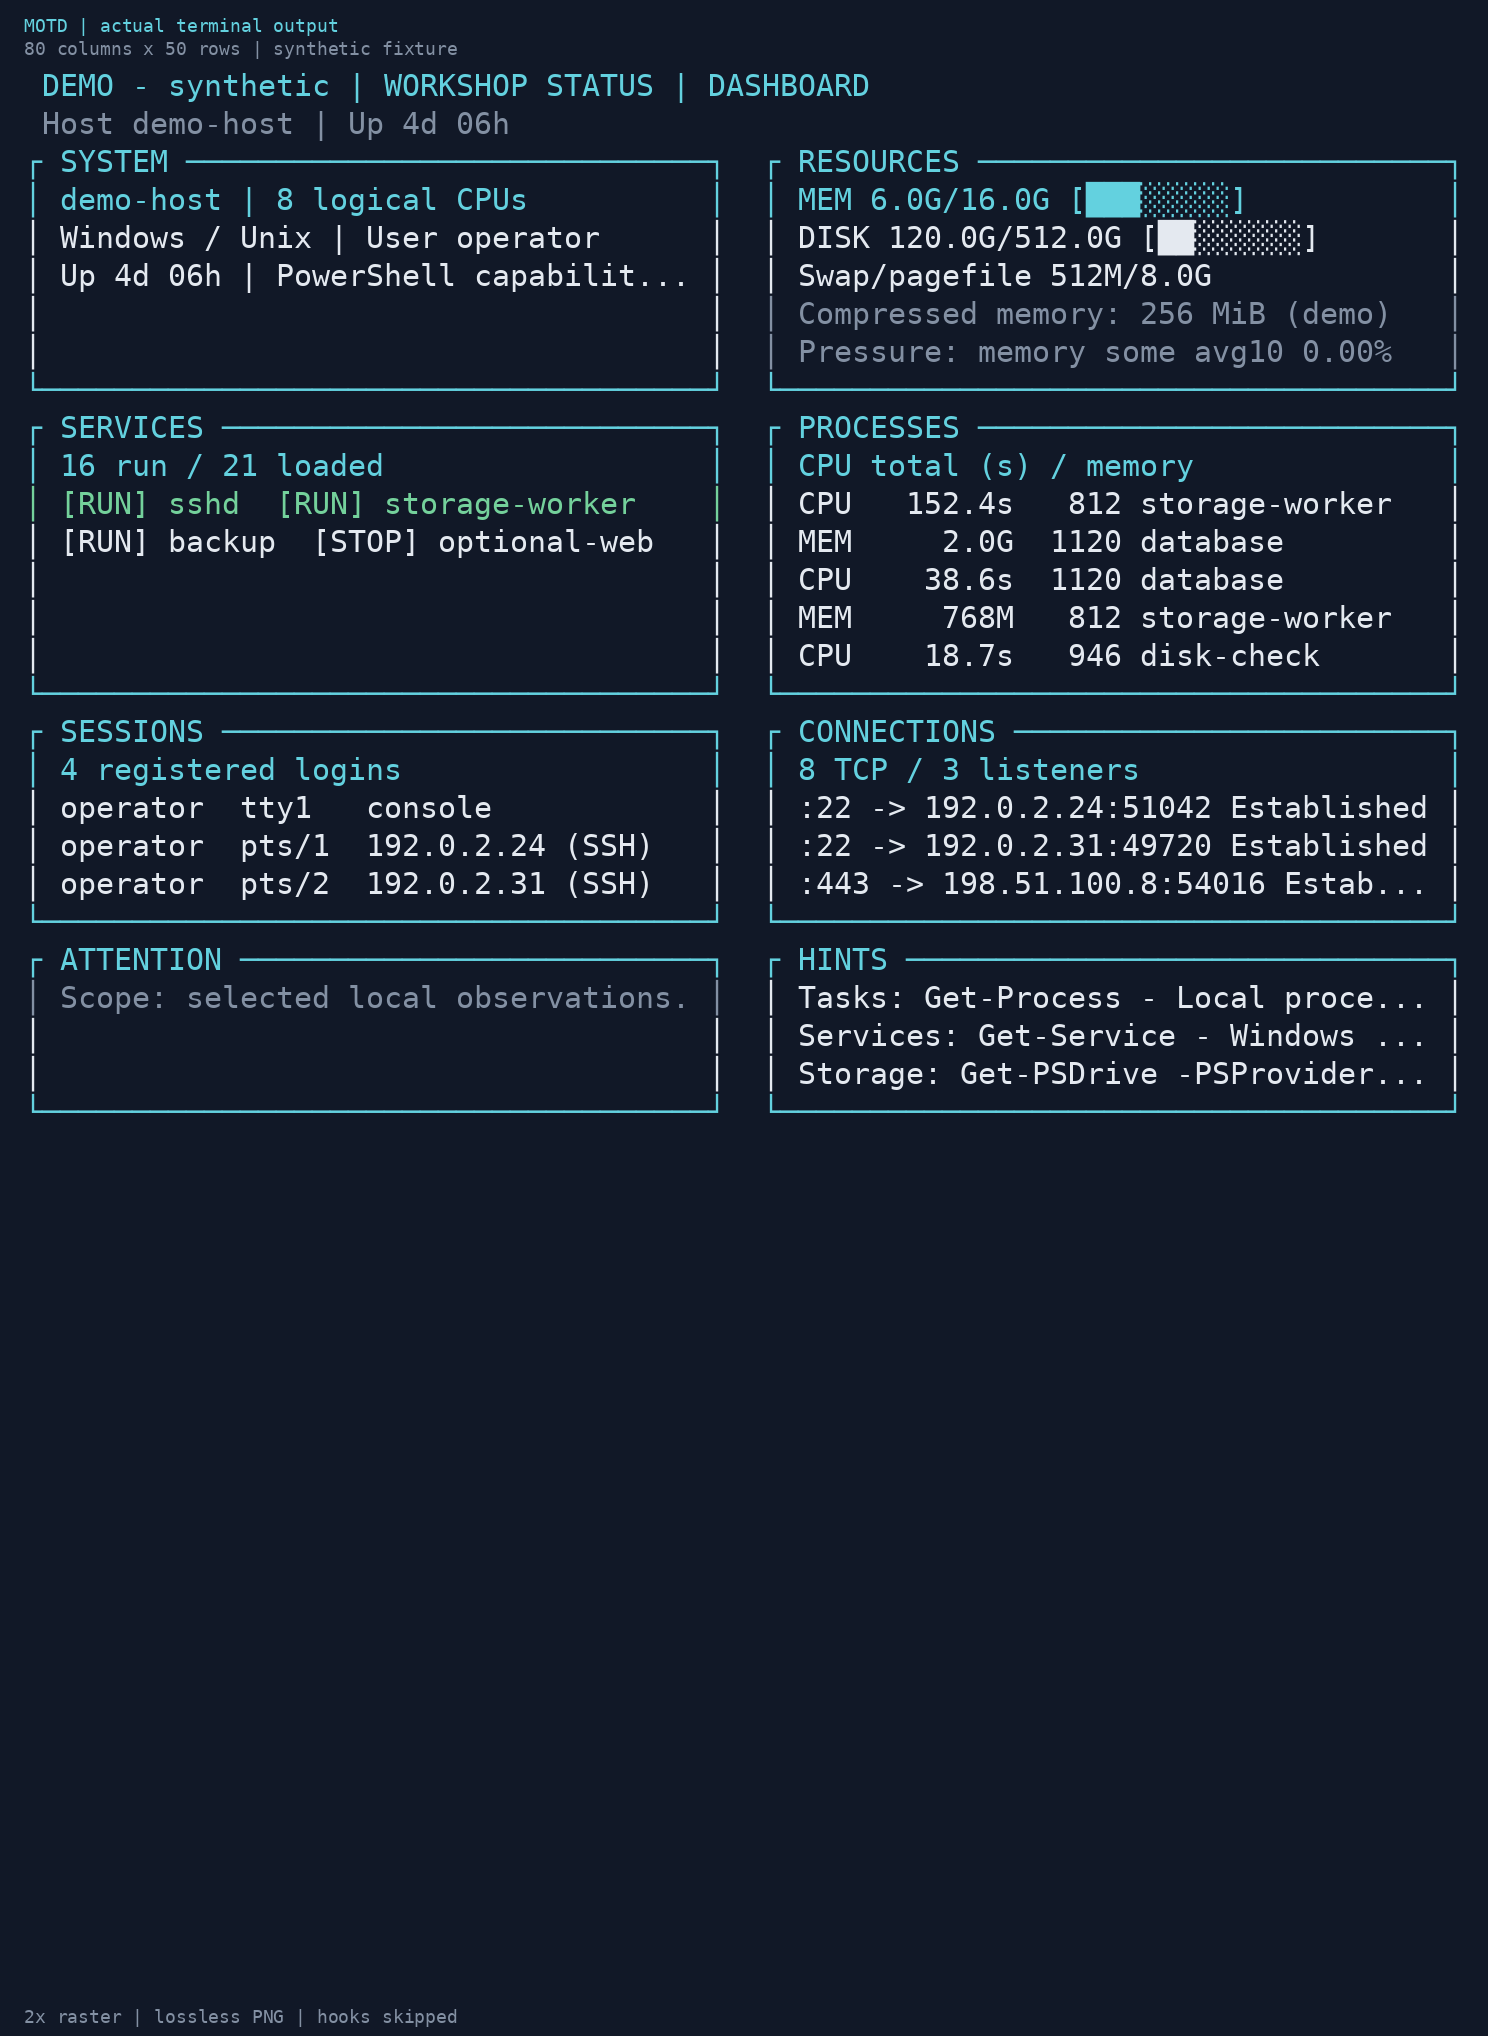 MOTD | actual terminal output
80 columns x 50 rows | synthetic fixture
DEMO - synthetic | WORKSHOP STATUS | DASHBOARD
Host demo-host | Up 4d 06h
SYSTEM
demo-host | 8 logical CPUs
Windows / Unix | User operator
Up 4d 06h | PowerShell capabilit...
RESOURCES
MEM 6.0G/16.0G [███░░░░░]
DISK 120.0G/512.0G [██░░░░░░]
Swap/pagefile 512M/8.0G
Compressed memory: 256 MiB (demo)
Pressure: memory some avg10 0.00%
SERVICES
16 run / 21 loaded
[RUN] sshd  [RUN] storage-worker
[RUN] backup  [STOP] optional-web
PROCESSES
CPU total (s) / memory
CPU   152.4s   812 storage-worker
MEM     2.0G  1120 database
CPU    38.6s  1120 database
MEM     768M   812 storage-worker
CPU    18.7s   946 disk-check
SESSIONS
4 registered logins
operator  tty1   console
operator  pts/1  192.0.2.24 (SSH)
operator  pts/2  192.0.2.31 (SSH)
CONNECTIONS
8 TCP / 3 listeners
:22 -> 192.0.2.24:51042 Established
:22 -> 192.0.2.31:49720 Established
:443 -> 198.51.100.8:54016 Estab...
ATTENTION
Scope: selected local observations.
HINTS
Tasks: Get-Process - Local proce...
Services: Get-Service - Windows ...
Storage: Get-PSDrive -PSProvider...
2x raster | lossless PNG | hooks skipped